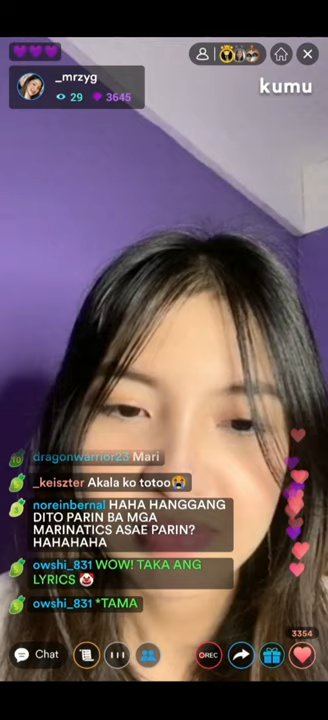 _mrzyg
29 3645
kumu
dragonwarrior23 Mari
_keiszter Akala ko totoo😭
noreinbernal HAHA HANGGANG
DITO PARIN BA MGA
MARINATICS ASAE PARIN?
HAHAHAHA
owshi_831 WOW! TAKA ANG
LYRICS 🤡
owshi_831 *TAMA
3354
Chat
REC